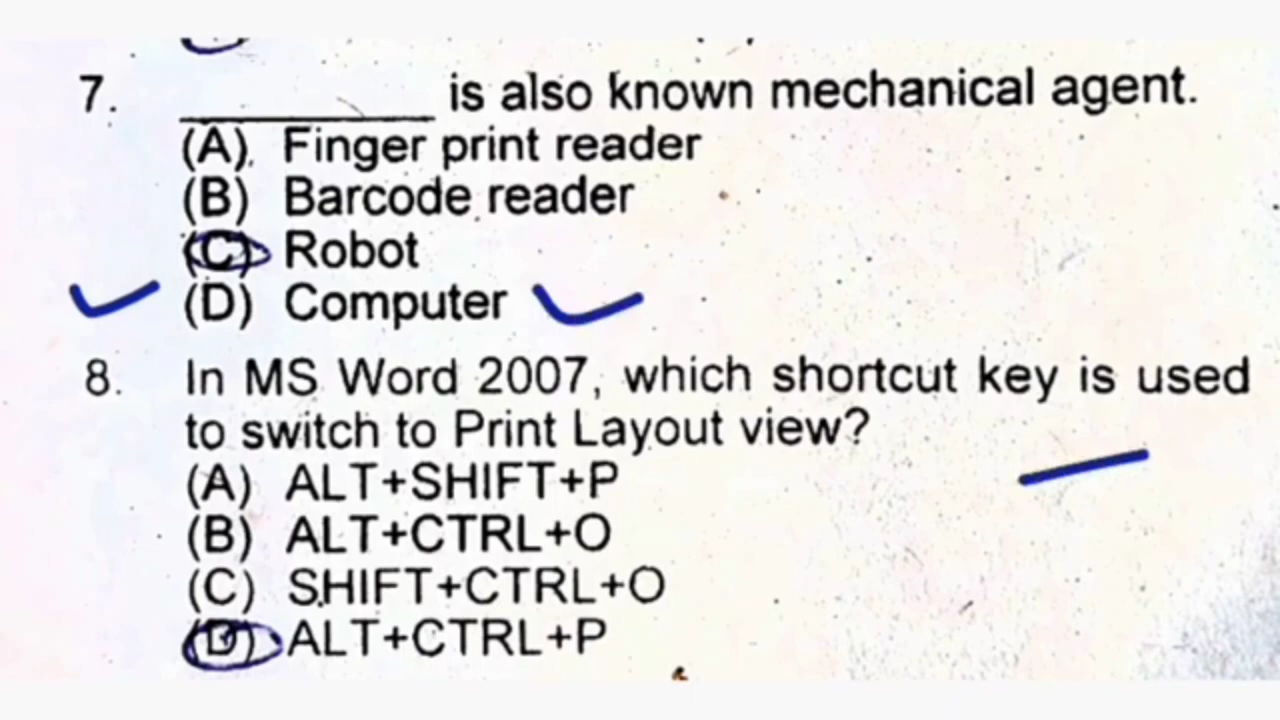 7. ________ is also known mechanical agent.
(A) Finger print reader
(B) Barcode reader
(C) Robot
(D) Computer
8. In MS Word 2007, which shortcut key is used
to switch to Print Layout view?
(A) ALT+SHIFT+P
(B) ALT+CTRL+O
(C) SHIFT+CTRL+O
(D) ALT+CTRL+P